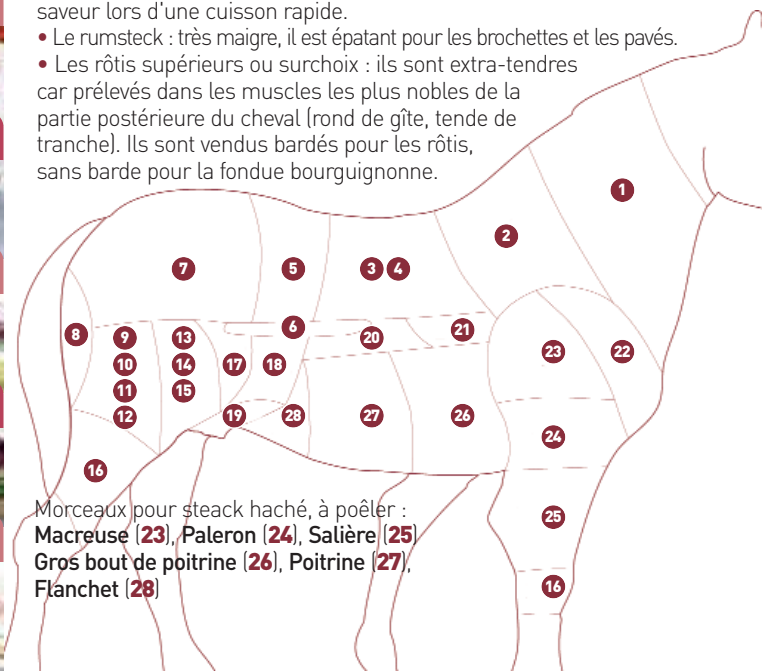 saveur lors d'une cuisson rapide.
• Le rumsteck : très maigre, il est épatant pour les brochettes et les pavés.
• Les rôtis supérieurs ou surchoix : ils sont extra-tendres
car prélevés dans les muscles les plus nobles de la
partie postérieure du cheval (rond de gîte, tende de
tranche). Ils sont vendus bardés pour les rôtis,
sans barde pour la fondue bourguignonne.
1
2
7 5 3 4
8 9 13 6 20 21 23 22
10 14 17 18
11 15
12 19 28 27 26
24
16
25
16
Morceaux pour steack haché, à poêler :
Macreuse (23), Paleron (24), Salière (25)
Gros bout de poitrine (26), Poitrine (27),
Flanchet (28)